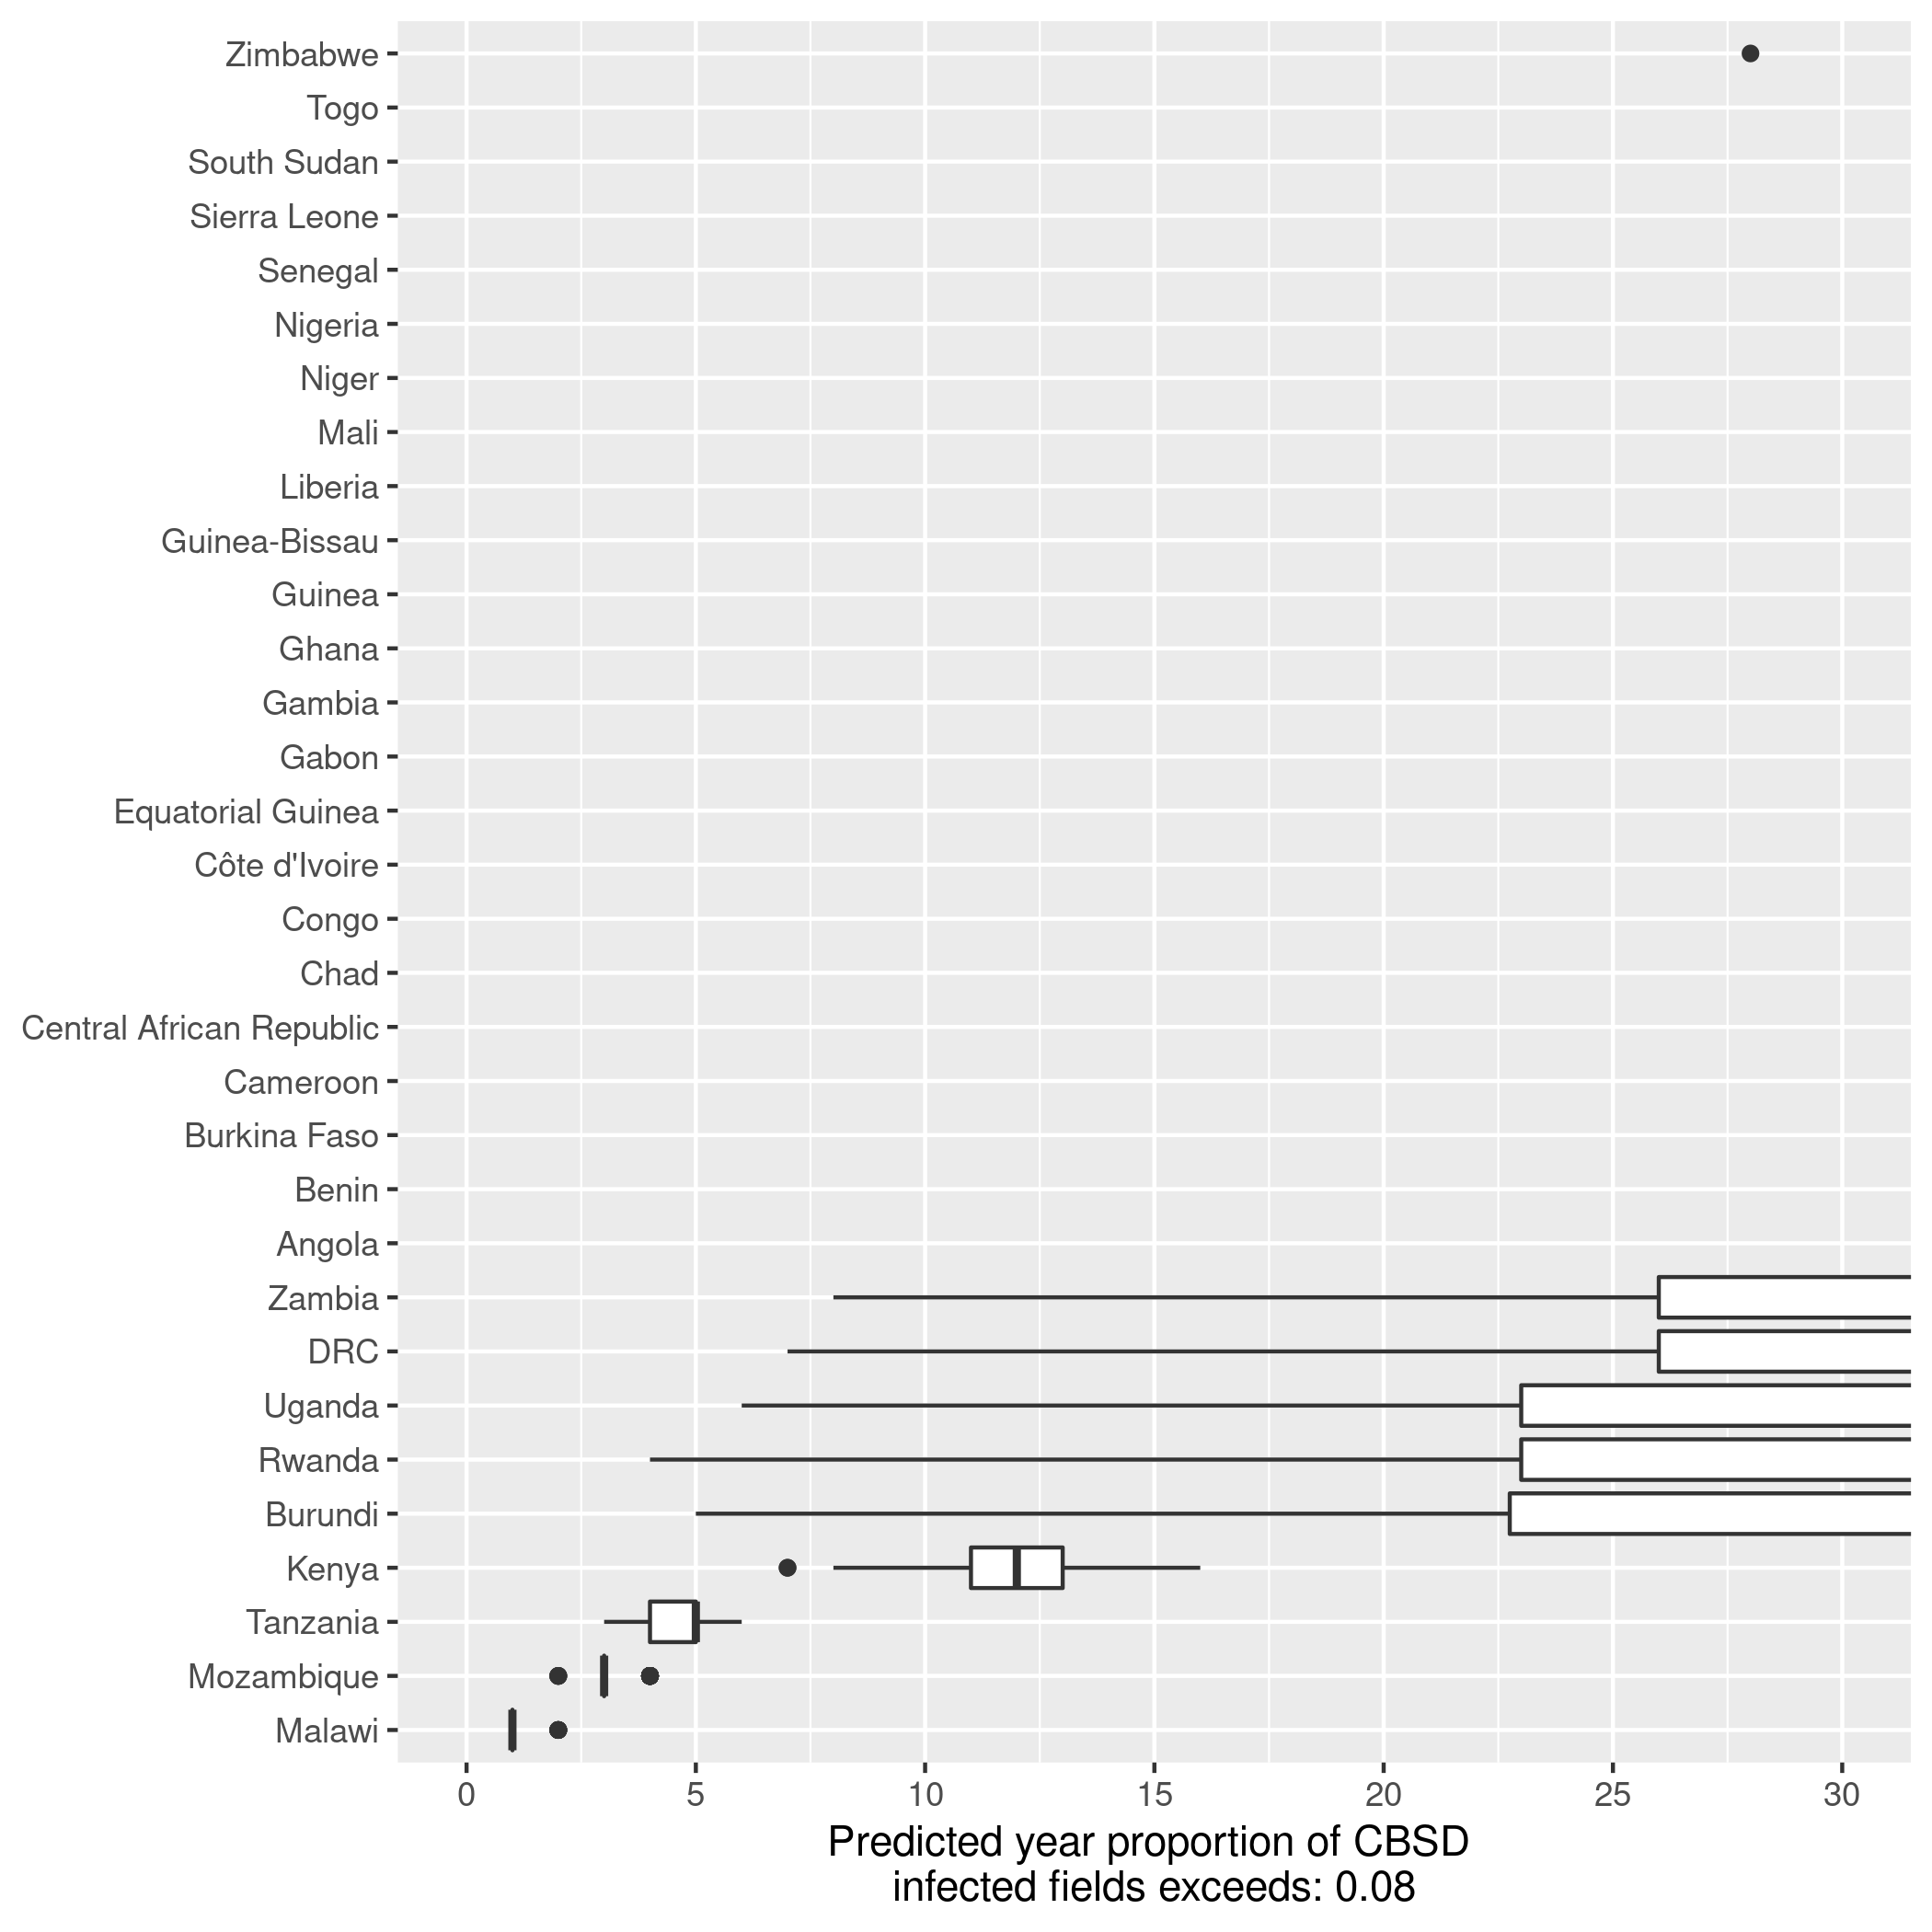 Zimbabwe
Togo
South Sudan
Sierra Leone
Senegal
Nigeria
Niger
Mali
Liberia
Guinea-Bissau
Guinea
Ghana
Gambia
Gabon
Equatorial Guinea
Côte d'Ivoire
Congo
Chad
Central African Republic
Cameroon
Burkina Faso
Benin
Angola
Zambia
DRC
Uganda
Rwanda
Burundi
Kenya
Tanzania
Mozambique
Malawi
0 5 10 15 20 25 30
Predicted year proportion of CBSD
infected fields exceeds: 0.08